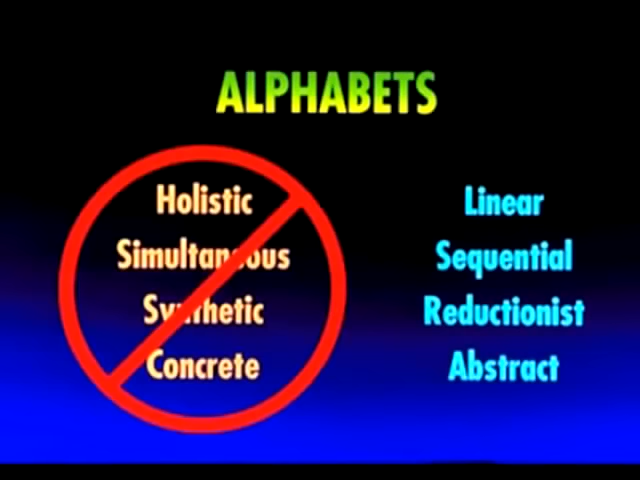 ALPHABETS
Holistic
Simultaneous
Synthetic
Concrete
Linear
Sequential
Reductionist
Abstract